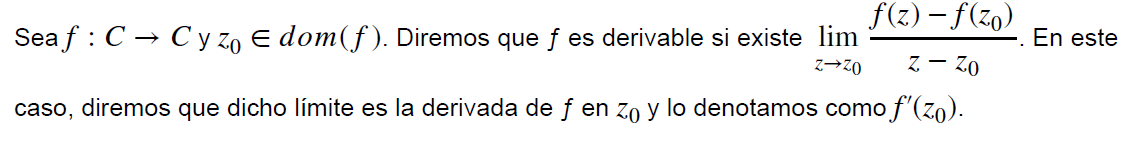 Sea f : C → C y z₀ ∈ dom(f). Diremos que f es derivable si existe lim_{z→z₀} (f(z) − f(z₀))/(z − z₀). En este
caso, diremos que dicho límite es la derivada de f en z₀ y lo denotamos como f′(z₀).